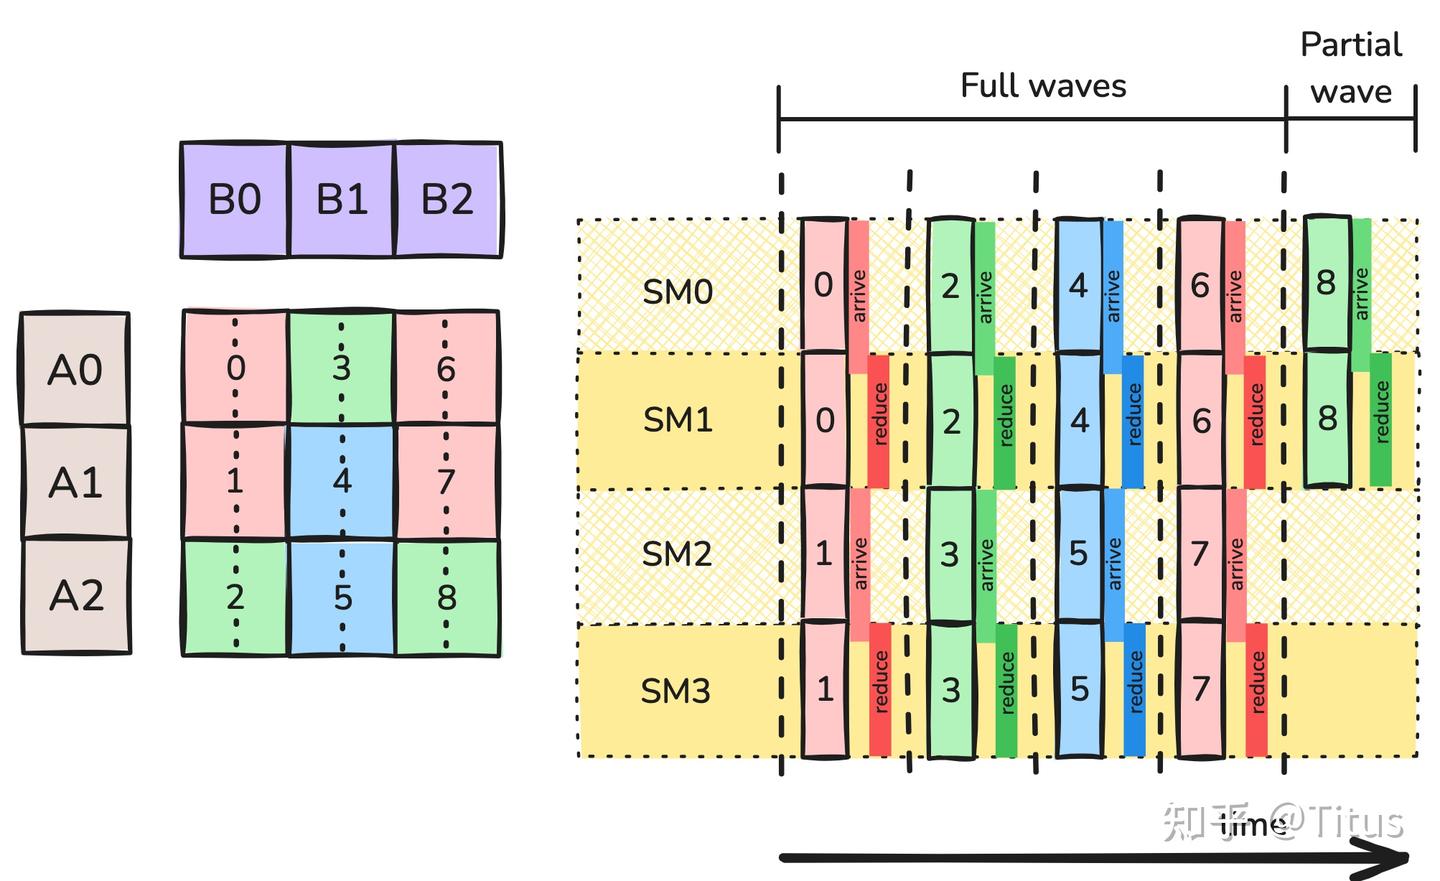 Partial
Full waves
wave
B0 B1 B2
A0 0 3 6
A1 1 4 7
A2 2 5 8
SM0 0 arrive 2 arrive 4 arrive 6 arrive 8 arrive
SM1 0 reduce 2 reduce 4 reduce 6 reduce 8 reduce
SM2 1 arrive 3 arrive 5 arrive 7 arrive
SM3 1 reduce 3 reduce 5 reduce 7 reduce
time
知乎 @Titus